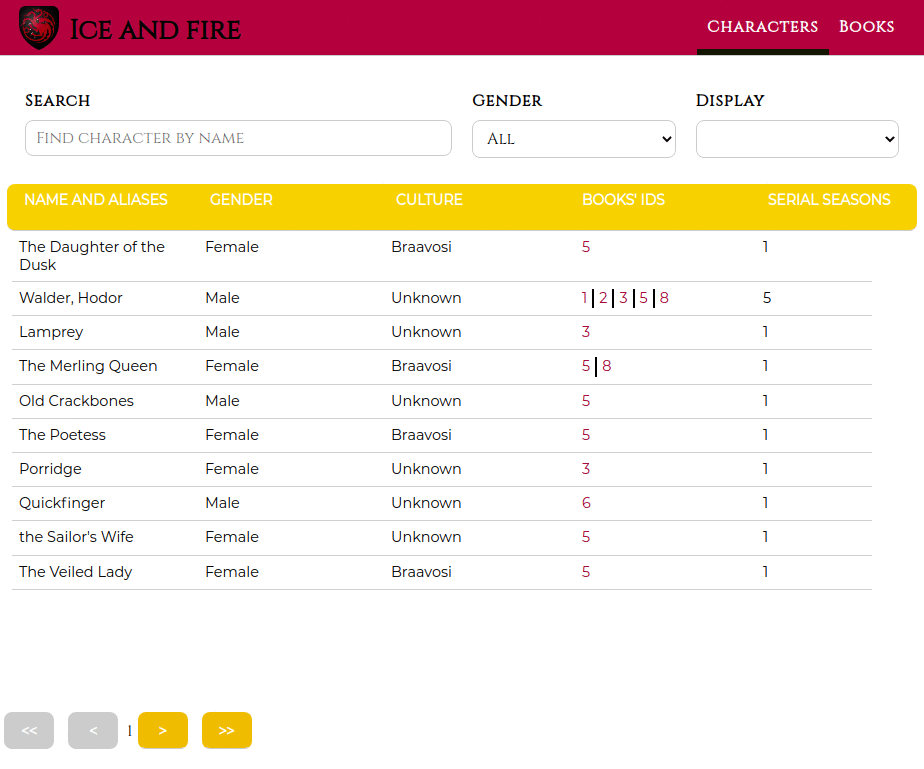 Ice and fire
Characters Books
Search Gender Display
Find character by name All
NAME AND ALIASES GENDER CULTURE BOOKS' IDS SERIAL SEASONS
The Daughter of the Dusk Female Braavosi 5 1
Walder, Hodor Male Unknown 1 2 3 5 8 5
Lamprey Male Unknown 3 1
The Merling Queen Female Braavosi 5 8 1
Old Crackbones Male Unknown 5 1
The Poetess Female Braavosi 5 1
Porridge Female Unknown 3 1
Quickfinger Male Unknown 6 1
the Sailor's Wife Female Unknown 5 1
The Veiled Lady Female Braavosi 5 1
<< < 1 > >>